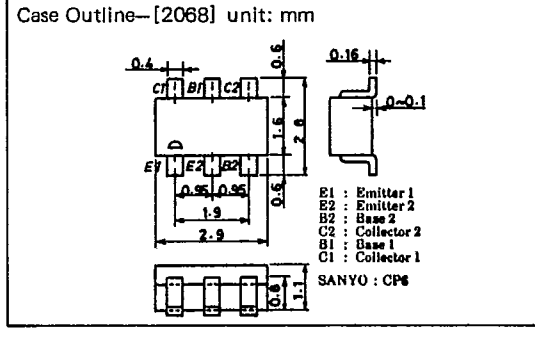 Case Outline–[2068] unit: mm
0.4
0.6
0.16
C1 B1 C2
0~0.1
1.6
2.8
E1 E2 B2
0.95 0.95
0.6
1.9
2.9
E1 : Emitter 1
E2 : Emitter 2
B2 : Base 2
C2 : Collector 2
B1 : Base 1
C1 : Collector 1
SANYO : CP6
0.8
1.1